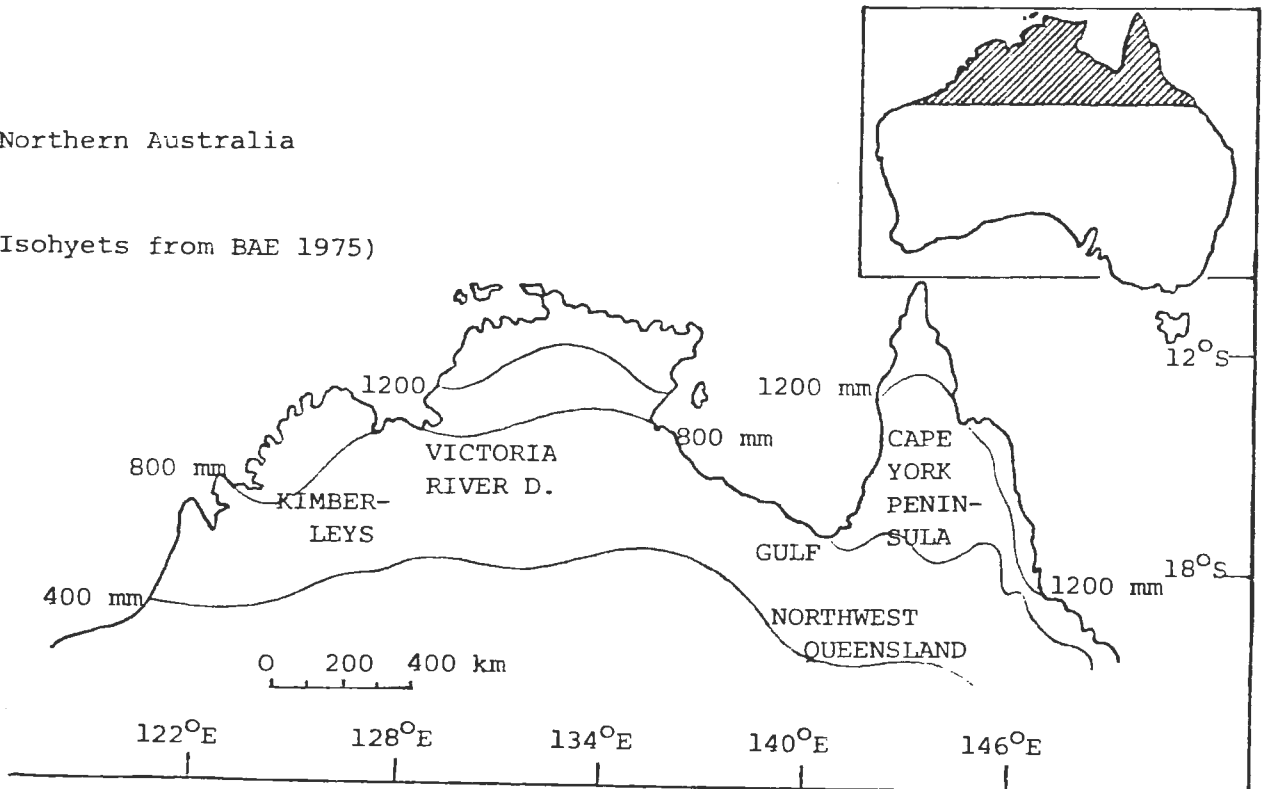 Northern Australia
Isohyets from BAE 1975)
12°S
1200
1200 mm
800 mm
CAPE
YORK
PENIN-
SULA
VICTORIA
RIVER D.
800 mm
KIMBER-
LEYS
GULF
18°S
400 mm
1200 mm
NORTHWEST
QUEENSLAND
0 200 400 km
122°E 128°E 134°E 140°E 146°E